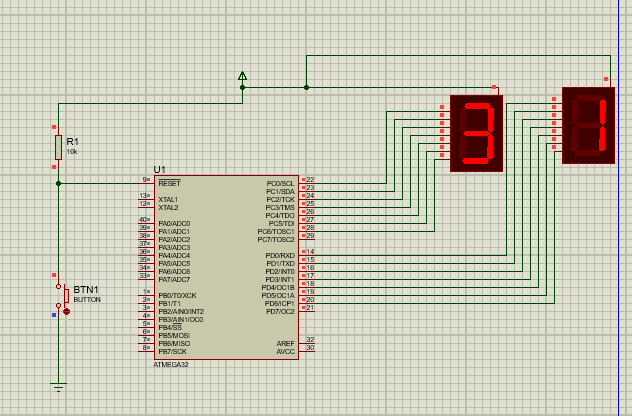 R1
10k
BTN1
BUTTON
U1
9 RESET
13 XTAL1
12 XTAL2
40 PA0/ADC0
39 PA1/ADC1
38 PA2/ADC2
37 PA3/ADC3
36 PA4/ADC4
35 PA5/ADC5
34 PA6/ADC6
33 PA7/ADC7
1 PB0/T0/XCK
2 PB1/T1
3 PB2/AIN0/INT2
4 PB3/AIN1/OC0
5 PB4/SS
6 PB5/MOSI
7 PB6/MISO
8 PB7/SCK
PC0/SCL 22
PC1/SDA 23
PC2/TCK 24
PC3/TMS 25
PC4/TDO 26
PC5/TDI 27
PC6/TOSC1 28
PC7/TOSC2 29
PD0/RXD 14
PD1/TXD 15
PD2/INT0 16
PD3/INT1 17
PD4/OC1B 18
PD5/OC1A 19
PD6/ICP1 20
PD7/OC2 21
AREF 32
AVCC 30
ATMEGA32
3
1